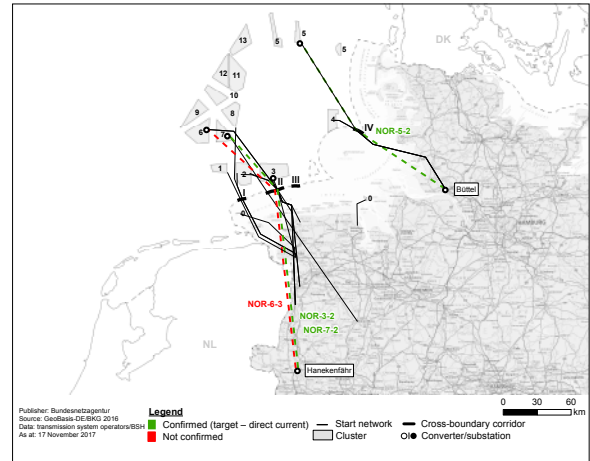 13
5
5
5
DK
12
11
10
9
8
6
7
4
IV
NOR-5-2
1
2
3
II
III
I
0
0
Büttel
NOR-6-3
NOR-3-2
NOR-7-2
NL
Hanekenfähr
Publisher: Bundesnetzagentur
Source: GeoBasis-DE/BKG 2016
Data: transmission system operators/BSH
As at: 17 November 2017
Legend
Confirmed (target – direct current)
Not confirmed
Start network
Cluster
Cross-boundary corridor
Converter/substation
0 30 60
km